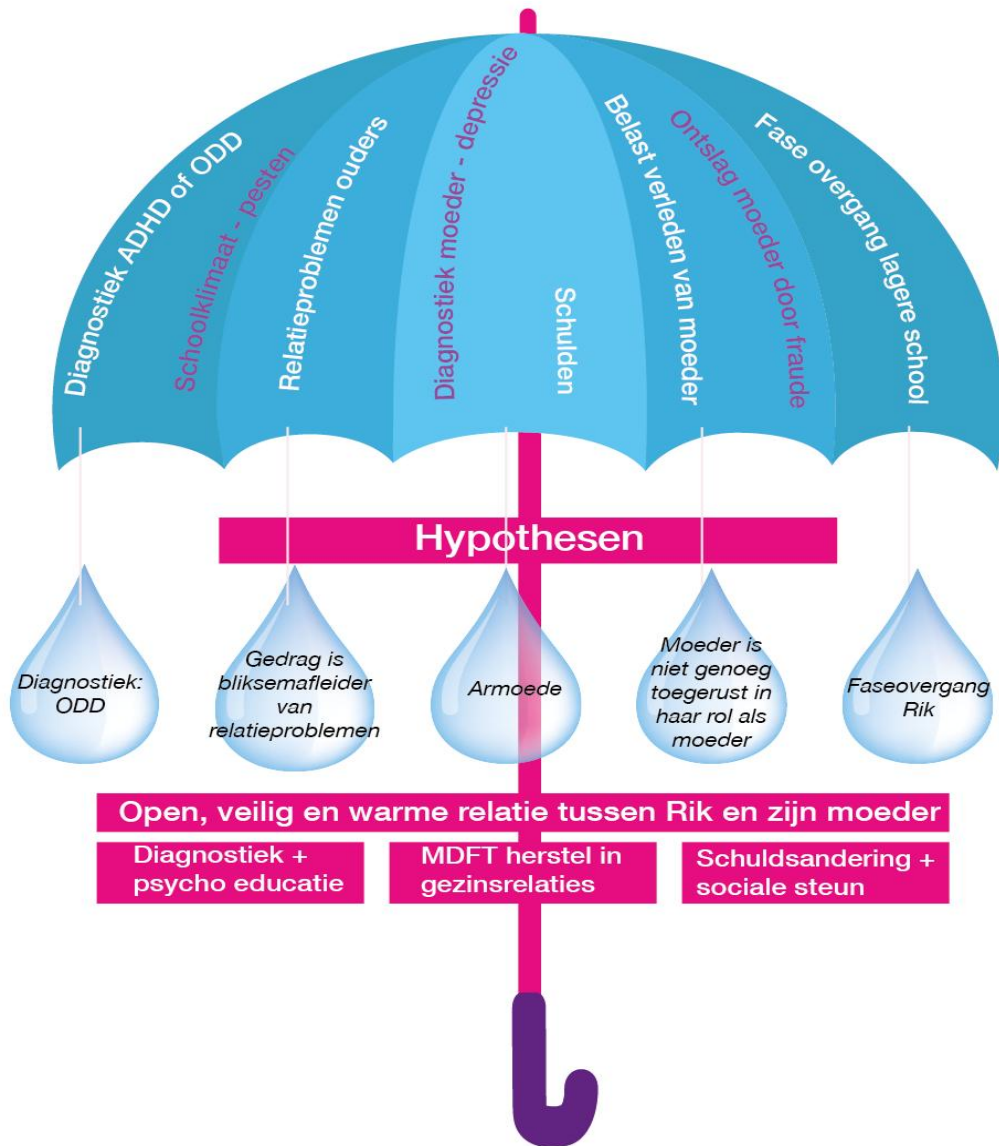 Diagnostiek ADHD of ODD
Schoolklimaat - pesten
Relatieproblemen ouders
Diagnostiek moeder - depressie
Schulden
Belast verleden van moeder
Ontslag moeder door fraude
Fase overgang lagere school
Hypothesen
Diagnostiek:
ODD
Gedrag is
bliksemafleider
van
relatieproblemen
Armoede
Moeder is
niet genoeg
toegerust in
haar rol als
moeder
Faseovergang
Rik
Open, veilig en warme relatie tussen Rik en zijn moeder
Diagnostiek +
psycho educatie
MDFT herstel in
gezinsrelaties
Schuldsandering +
sociale steun